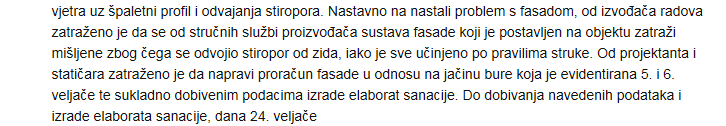 vjetra uz špaletni profil i odvajanja stiropora. Nastavno na nastali problem s fasadom, od izvođača radova
zatraženo je da se od stručnih službi proizvođača sustava fasade koji je postavljen na objektu zatraži
mišljene zbog čega se odvojio stiropor od zida, iako je sve učinjeno po pravilima struke. Od projektanta i
statičara zatraženo je da napravi proračun fasade u odnosu na jačinu bure koja je evidentirana 5. i 6.
veljače te sukladno dobivenim podacima izrade elaborat sanacije. Do dobivanja navedenih podataka i
izrade elaborata sanacije, dana 24. veljače